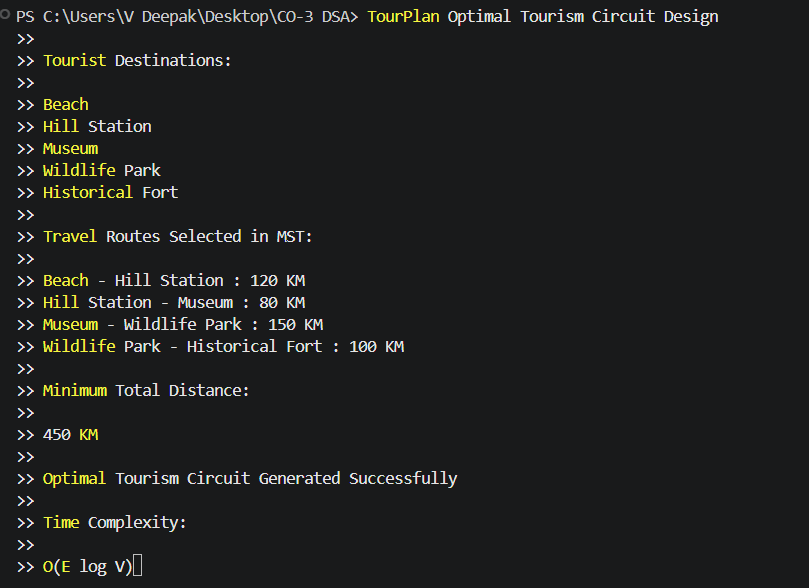 PS C:\Users\V Deepak\Desktop\CO-3 DSA> TourPlan Optimal Tourism Circuit Design
>>
>> Tourist Destinations:
>>
>> Beach
>> Hill Station
>> Museum
>> Wildlife Park
>> Historical Fort
>>
>> Travel Routes Selected in MST:
>>
>> Beach - Hill Station : 120 KM
>> Hill Station - Museum : 80 KM
>> Museum - Wildlife Park : 150 KM
>> Wildlife Park - Historical Fort : 100 KM
>>
>> Minimum Total Distance:
>>
>> 450 KM
>>
>> Optimal Tourism Circuit Generated Successfully
>>
>> Time Complexity:
>>
>> O(E log V)